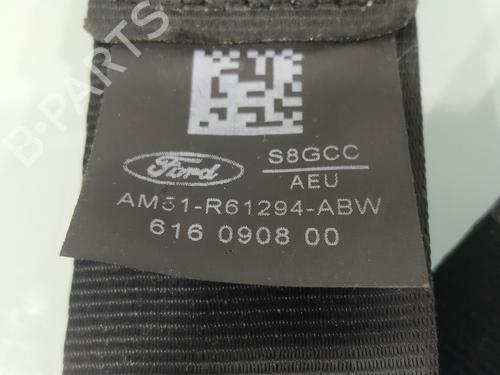 B-PARTS
Ford
S8GCC
AEU
AM51-R61294-ABW
616 0908 00